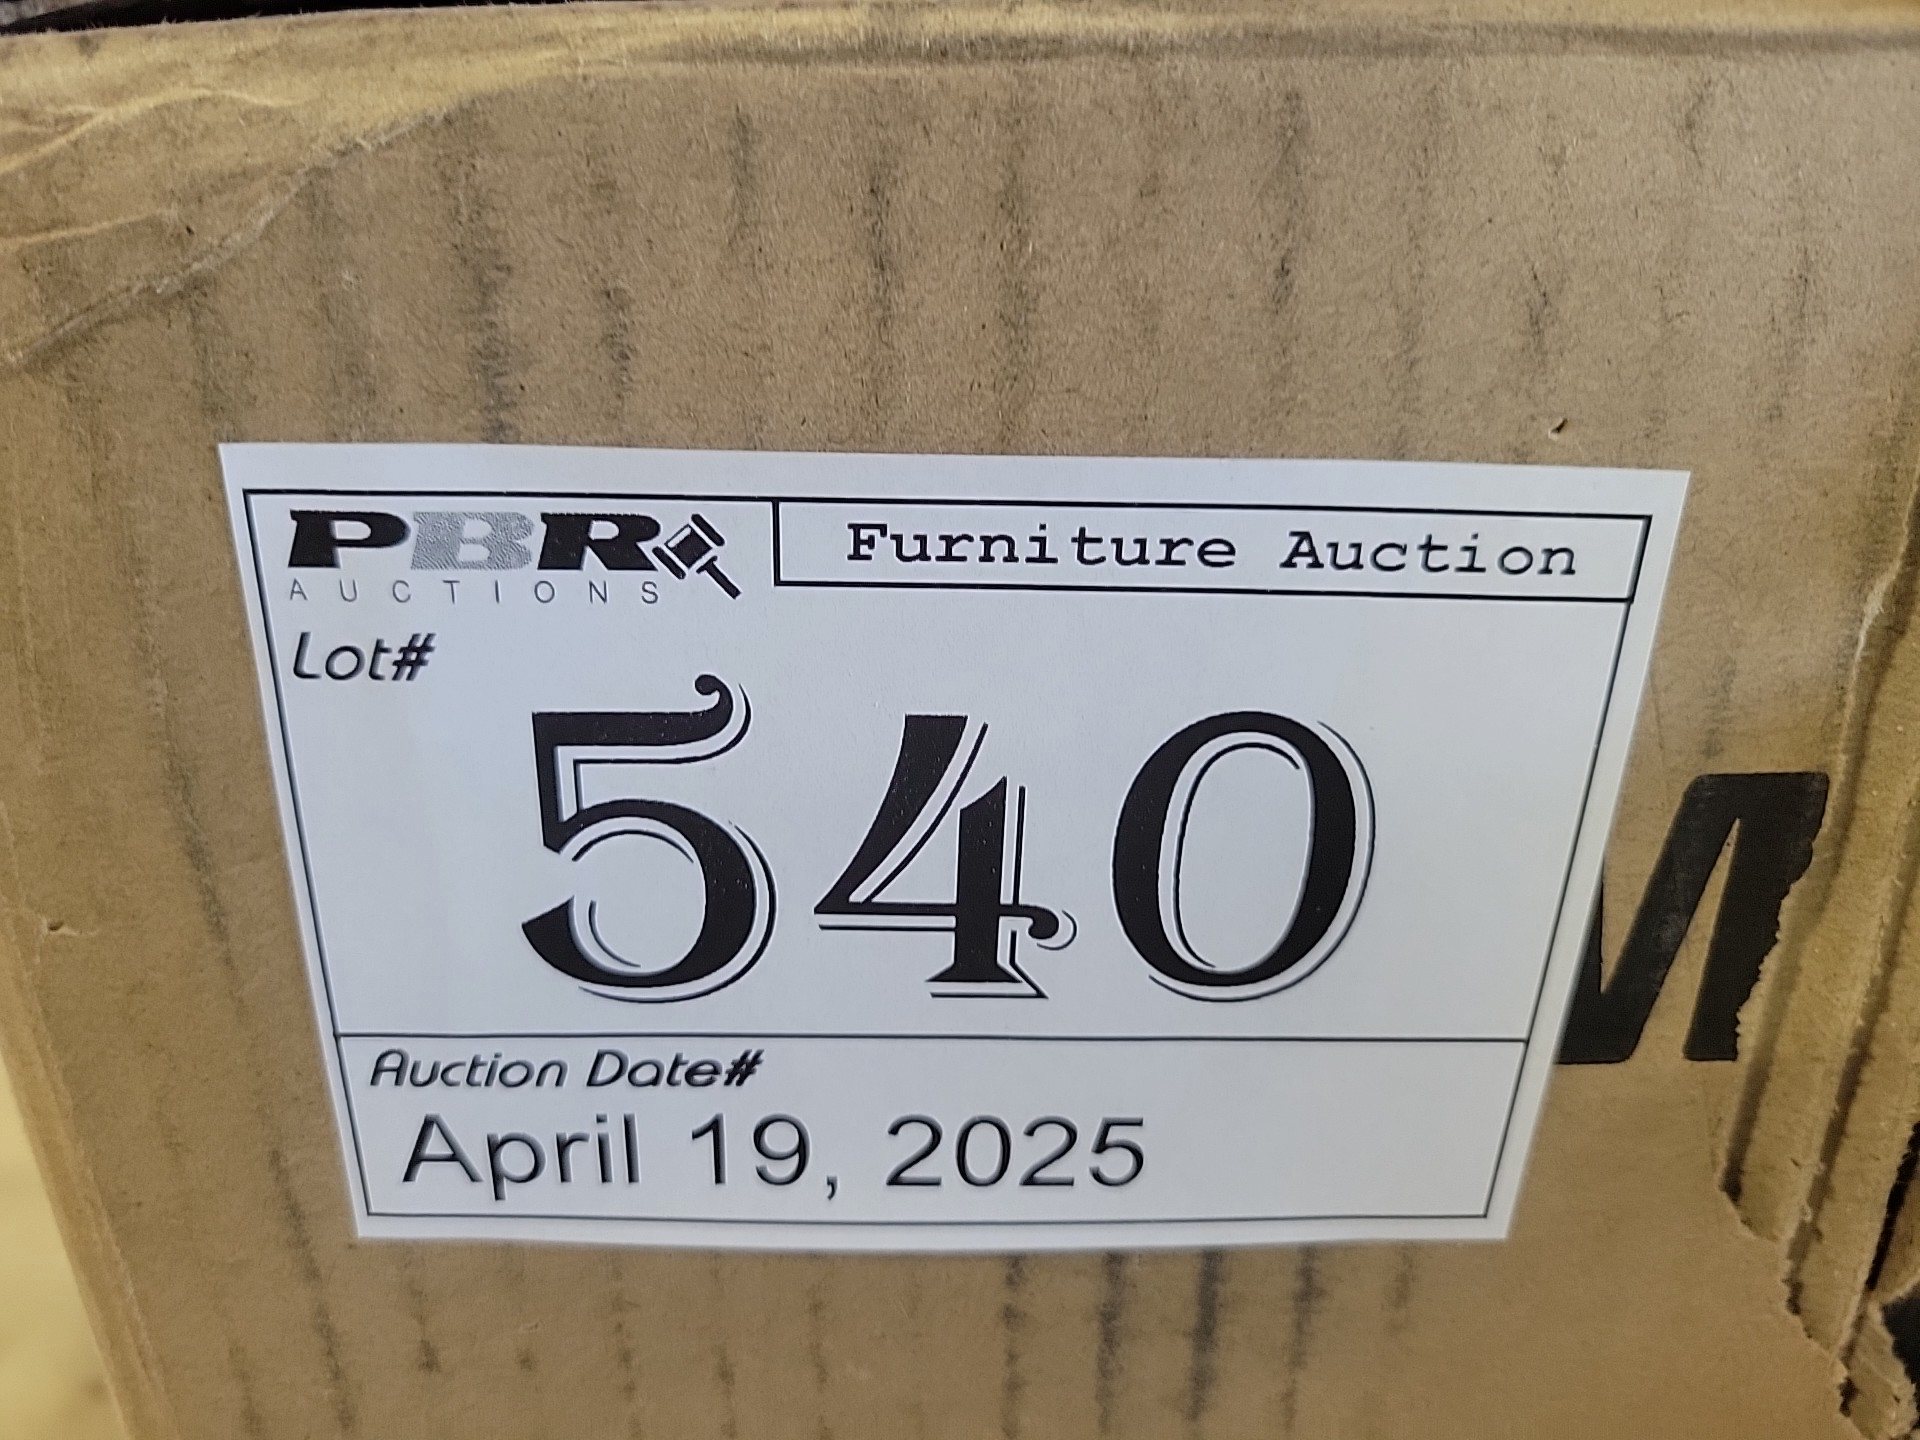 PBR
AUCTIONS
Furniture Auction
Lot#
540
Auction Date#
April 19, 2025